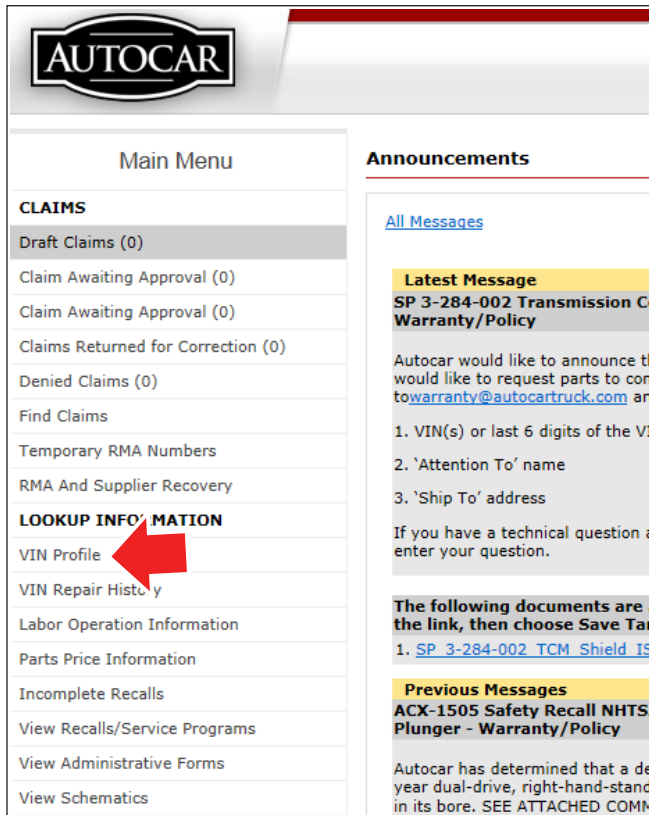 AUTOCAR
Main Menu
CLAIMS
Draft Claims (0)
Claim Awaiting Approval (0)
Claim Awaiting Approval (0)
Claims Returned for Correction (0)
Denied Claims (0)
Find Claims
Temporary RMA Numbers
RMA And Supplier Recovery
LOOKUP INFORMATION
VIN Profile
VIN Repair History
Labor Operation Information
Parts Price Information
Incomplete Recalls
View Recalls/Service Programs
View Administrative Forms
View Schematics
Announcements
All Messages
Latest Message
SP 3-284-002 Transmission
Warranty/Policy
Autocar would like to announce
would like to request parts to
towarranty@autocartruck.com
1. VIN(s) or last 6 digits of the
2. `Attention To' name
3. `Ship To' address
If you have a technical question
enter your question.
The following documents are
the link, then choose Save
1. SP 3-284-002 TCM Shield
Previous Messages
ACX-1505 Safety Recall
Plunger - Warranty/Policy
Autocar has determined that a
year dual-drive,
in its bore. SEE ATTACHED